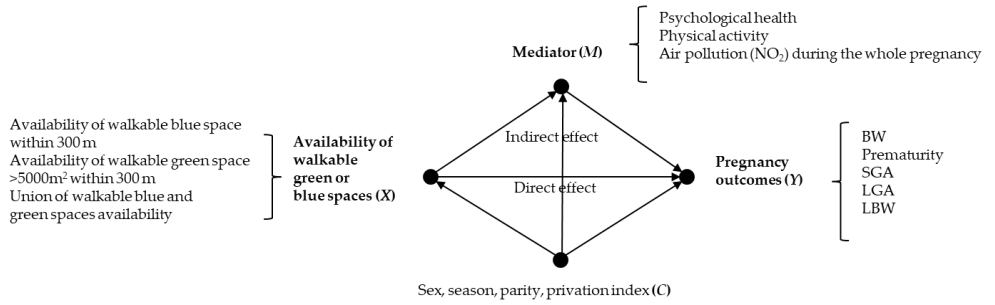 Psychological health
Physical activity
Air pollution (NO₂) during the whole pregnancy
Mediator (M)
Availability of walkable blue space
within 300 m
Availability of walkable green space
>5000m² within 300 m
Union of walkable blue and
green spaces availability
Availability of
walkable
green or
blue spaces (X)
Indirect effect
Direct effect
Pregnancy
outcomes (Y)
BW
Prematurity
SGA
LGA
LBW
Sex, season, parity, privation index (C)